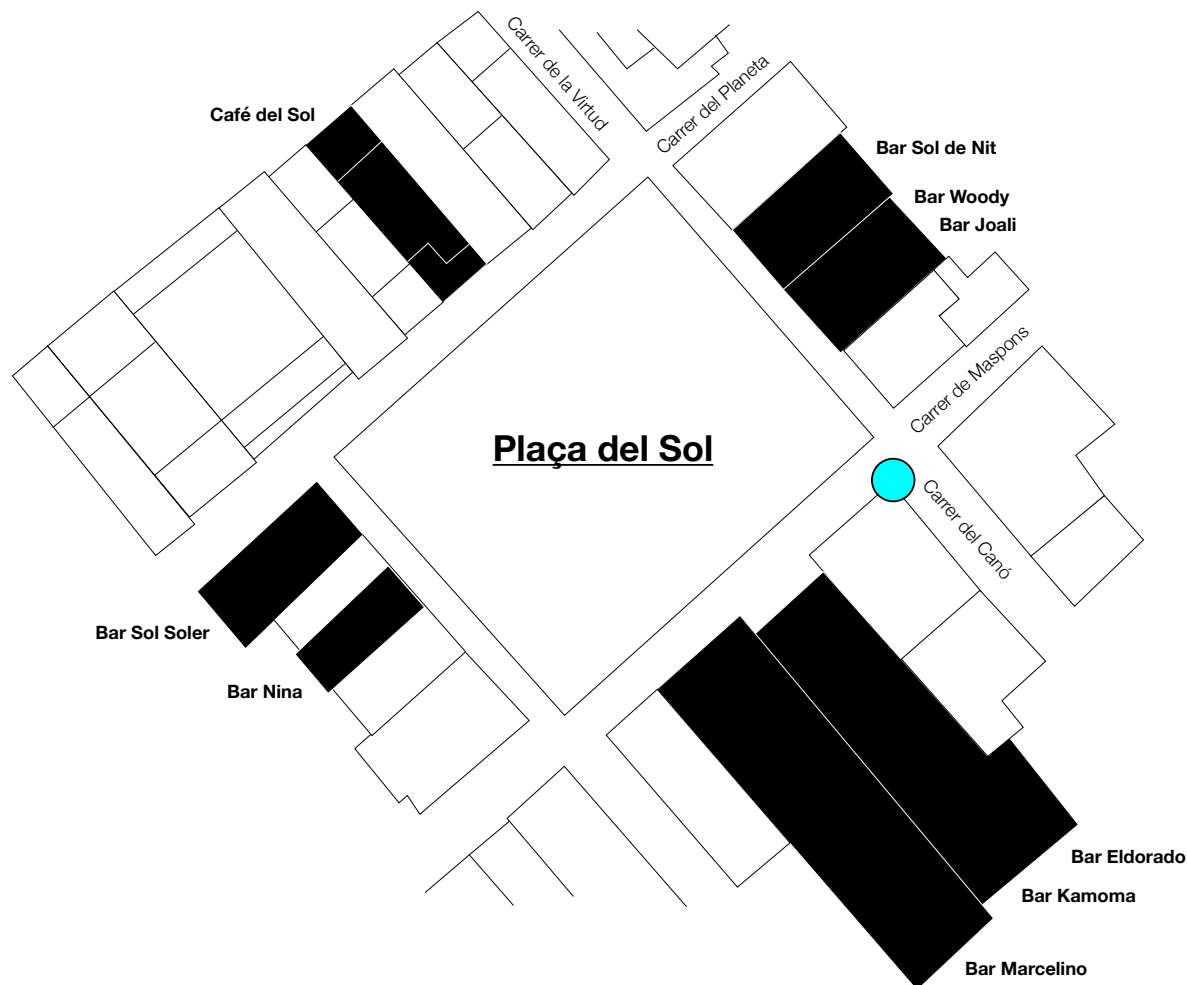 Carrer de la Virtud
Carrer del Planeta
Café del Sol
Bar Sol de Nit
Bar Woody
Bar Joali
Carrer de Maspons
Plaça del Sol
Carrer del Canó
Bar Sol Soler
Bar Nina
Bar Eldorado
Bar Kamoma
Bar Marcelino